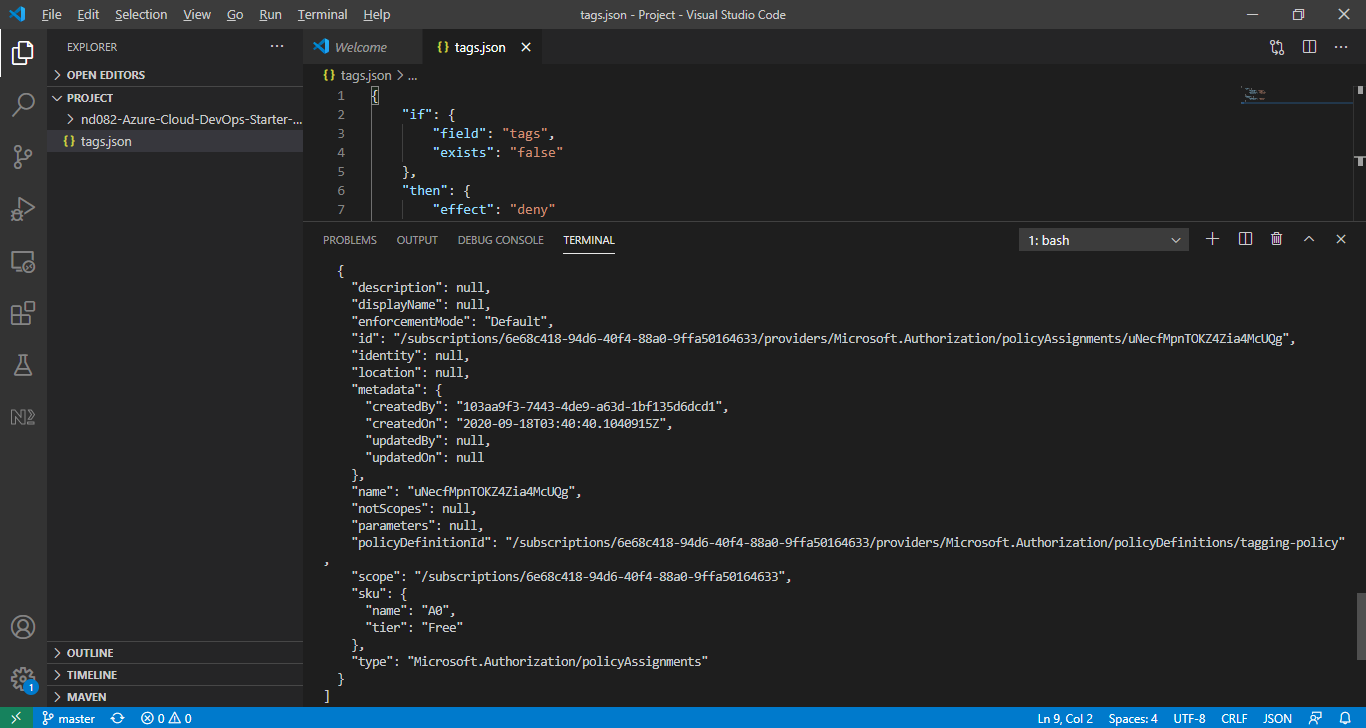 File Edit Selection View Go Run Terminal Help
tags.json - Project - Visual Studio Code
EXPLORER
OPEN EDITORS
PROJECT
nd082-Azure-Cloud-DevOps-Starter-...
{} tags.json
OUTLINE
TIMELINE
MAVEN
Welcome
{} tags.json
{} tags.json > ...
1 {
2 "if": {
3 "field": "tags",
4 "exists": "false"
5 },
6 "then": {
7 "effect": "deny"
PROBLEMS OUTPUT DEBUG CONSOLE TERMINAL
1: bash
{
"description": null,
"displayName": null,
"enforcementMode": "Default",
"id": "/subscriptions/6e68c418-94d6-40f4-88a0-9ffa50164633/providers/Microsoft.Authorization/policyAssignments/uNecfMpnTOKZ4Zia4McUQg",
"identity": null,
"location": null,
"metadata": {
"createdBy": "103aa9f3-7443-4de9-a63d-1bf135d6dcd1",
"createdOn": "2020-09-18T03:40:40.1040915Z",
"updatedBy": null,
"updatedOn": null
},
"name": "uNecfMpnTOKZ4Zia4McUQg",
"notScopes": null,
"parameters": null,
"policyDefinitionId": "/subscriptions/6e68c418-94d6-40f4-88a0-9ffa50164633/providers/Microsoft.Authorization/policyDefinitions/tagging-policy"
,
"scope": "/subscriptions/6e68c418-94d6-40f4-88a0-9ffa50164633",
"sku": {
"name": "A0",
"tier": "Free"
},
"type": "Microsoft.Authorization/policyAssignments"
}
]
1
master 0 0 Ln 9, Col 2 Spaces: 4 UTF-8 CRLF JSON